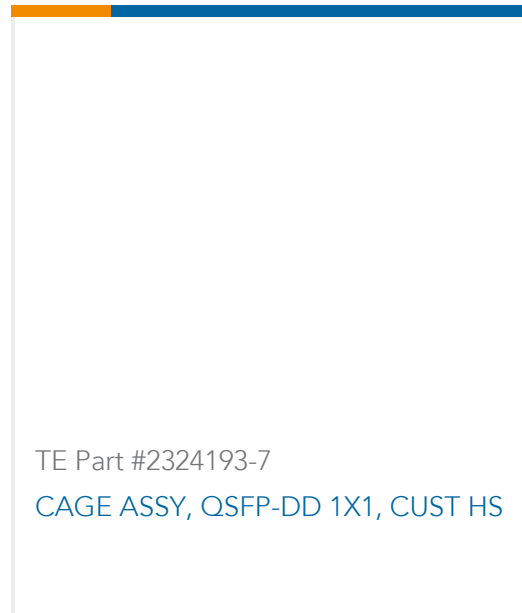 TE Part #2324193-7
CAGE ASSY, QSFP-DD 1X1, CUST HS